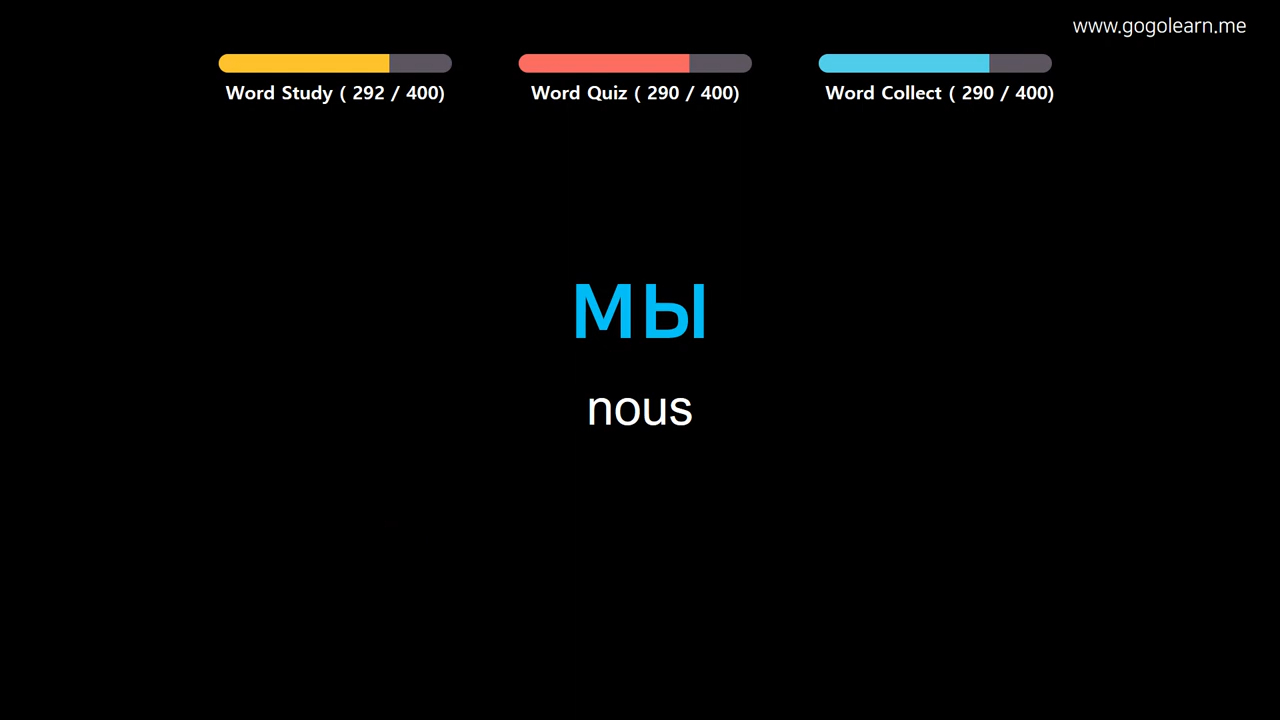 www.gogolearn.me
Word Study ( 292 / 400)
Word Quiz ( 290 / 400)
Word Collect ( 290 / 400)
мы
nous